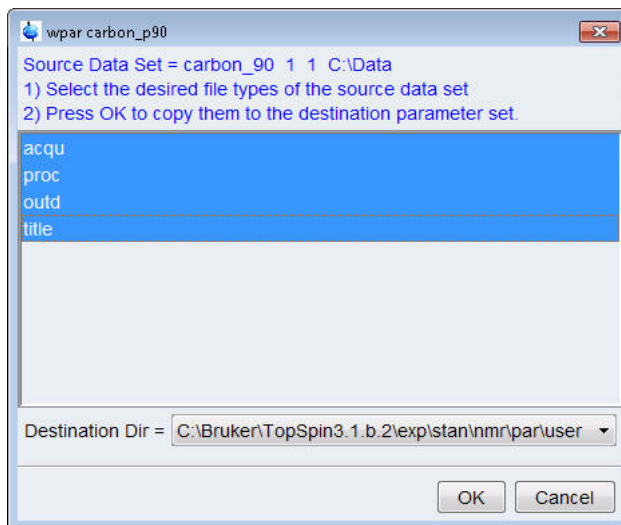 wpar carbon_p90
Source Data Set = carbon_90 1 1 C:\Data
1) Select the desired file types of the source data set
2) Press OK to copy them to the destination parameter set.
acqu
proc
outd
title
Destination Dir = C:\Bruker\TopSpin3.1.b.2\exp\stan\nmr\par\user
OK Cancel